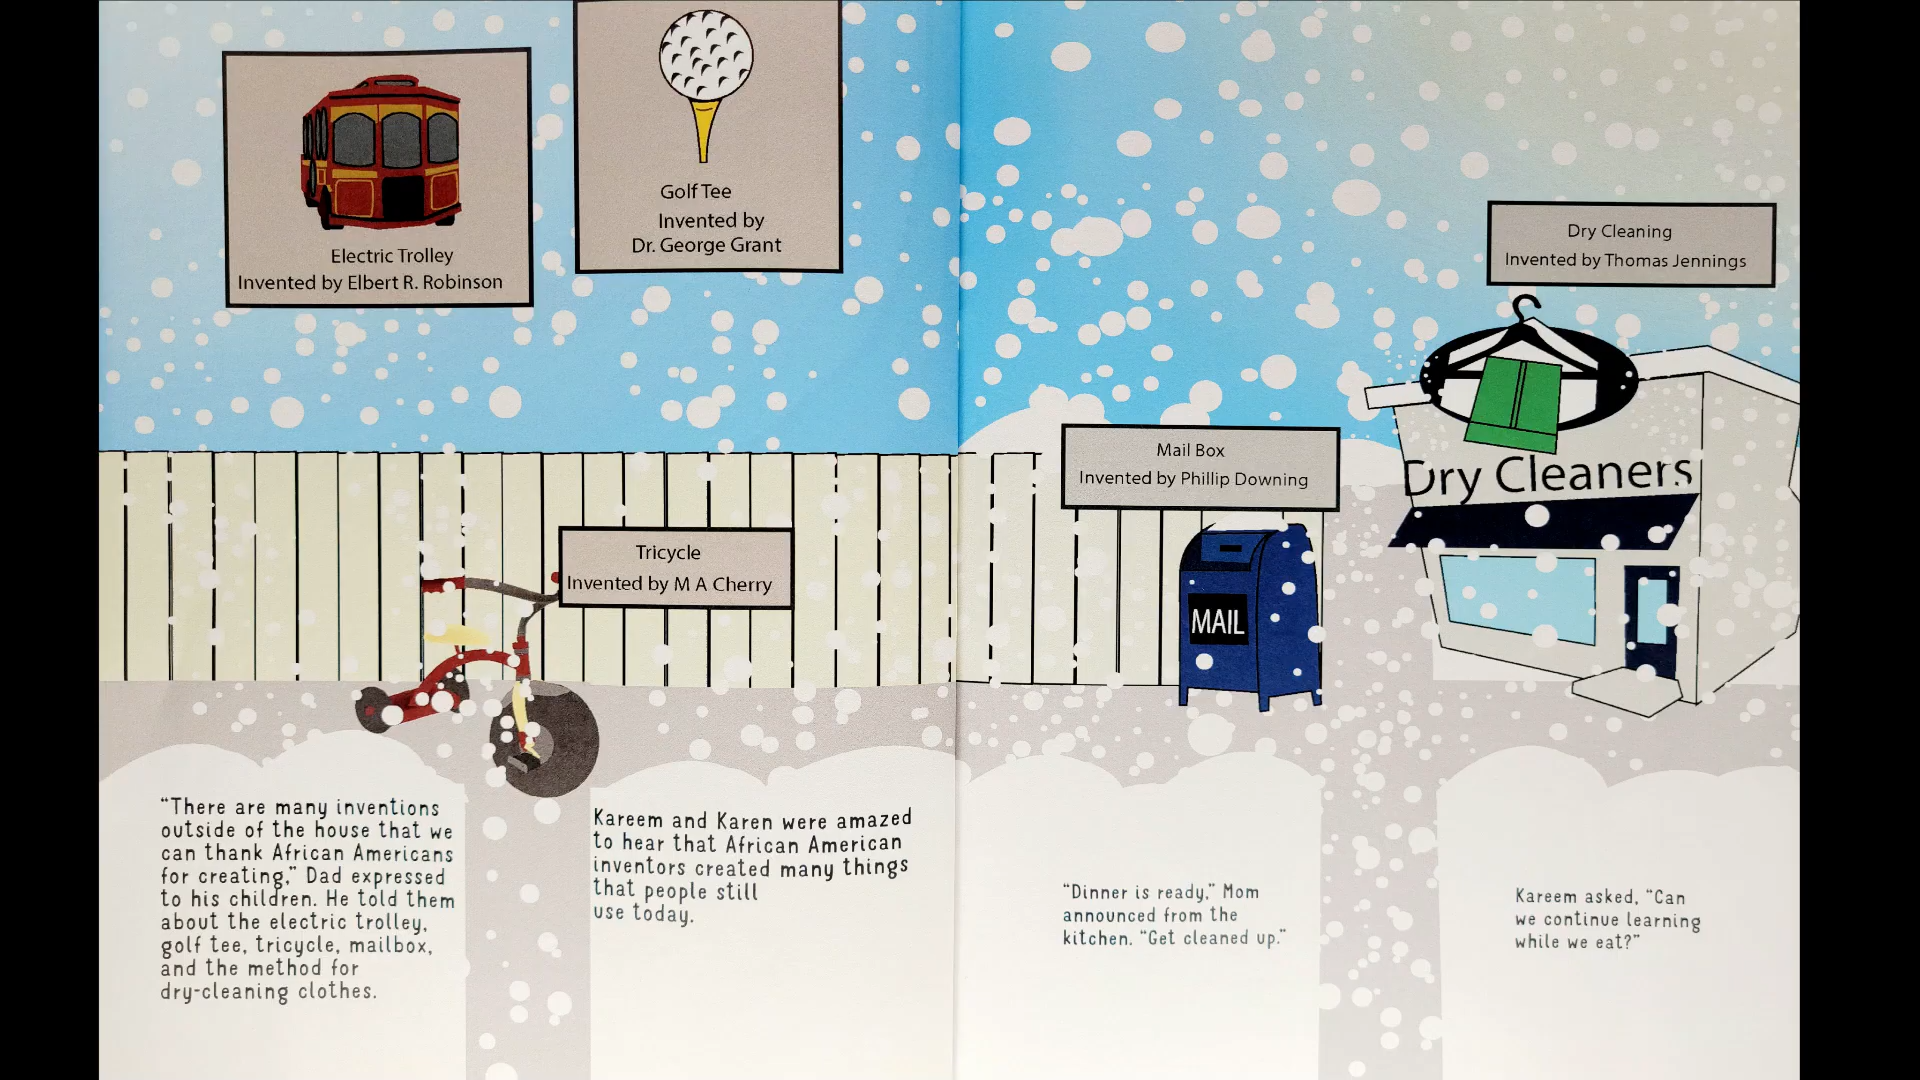 Electric Trolley
Invented by Elbert R. Robinson
Golf Tee
Invented by
Dr. George Grant
Tricycle
Invented by M A Cherry
"There are many inventions
outside of the house that we
can thank African Americans
for creating," Dad expressed
to his children. He told them
about the electric trolley,
golf tee, tricycle, mailbox,
and the method for
dry-cleaning clothes.
Kareem and Karen were amazed
to hear that African American
inventors created many things
that people still
use today.
Dry Cleaning
Invented by Thomas Jennings
Dry Cleaners
Mail Box
Invented by Phillip Downing
MAIL
"Dinner is ready," Mom
announced from the
kitchen. "Get cleaned up."
Kareem asked, "Can
we continue learning
while we eat?"